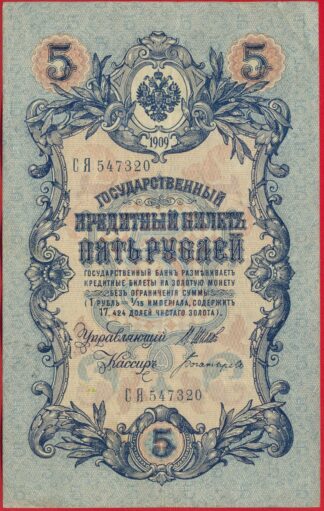 5 5
1909
СЯ 547320
ГОСУДАРСТВЕННЫЙ
КРЕДИТНЫЙ БИЛЕТЪ
ПЯТЬ РУБЛЕЙ
ГОСУДАРСТВЕННЫЙ БАНКЪ РАЗМѢНИВАЕТЪ
КРЕДИТНЫЕ БИЛЕТЫ НА ЗОЛОТУЮ МОНЕТУ
БЕЗЪ ОГРАНИЧЕНІЯ СУММЫ
(1 РУБЛЬ = 1/15 ИМПЕРІАЛА, СОДЕРЖИТЪ
17,424 ДОЛЕЙ ЧИСТАГО ЗОЛОТА).
Управляющій
Кассиръ
СЯ 547320
5